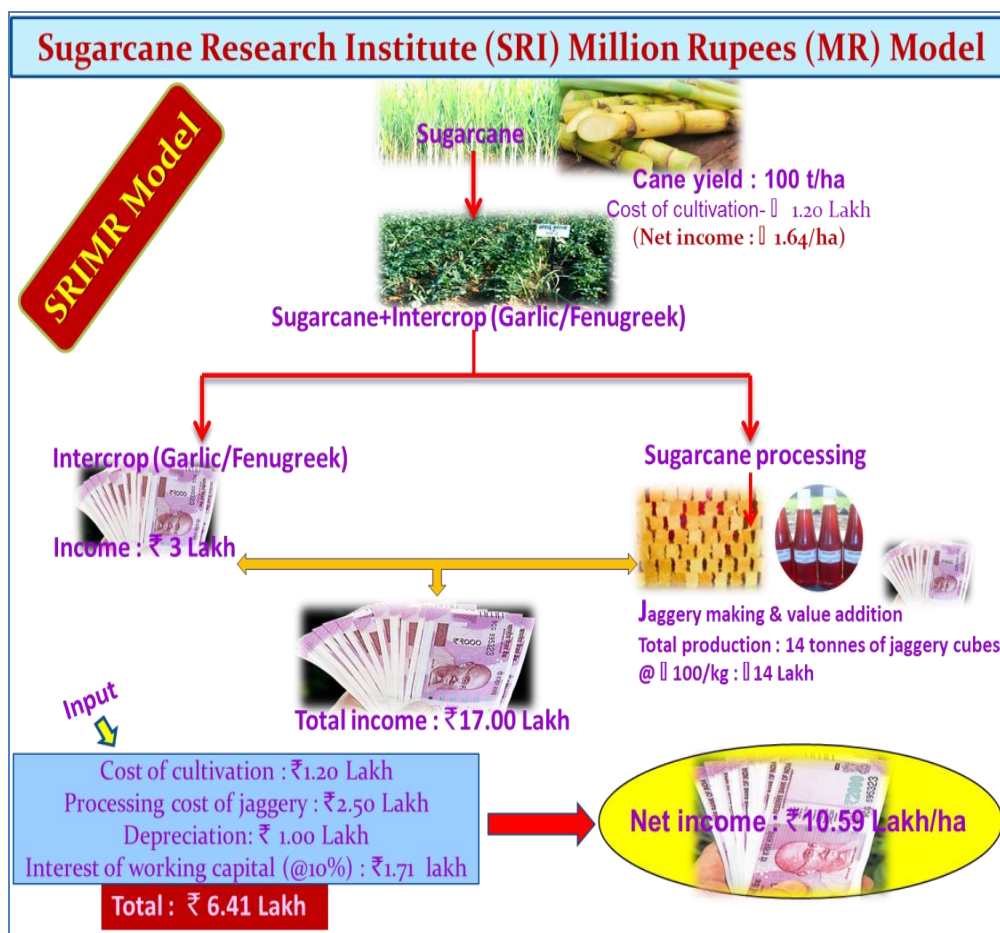 Sugarcane Research Institute (SRI) Million Rupees (MR) Model
SRIMR Model
Sugarcane
Cane yield : 100 t/ha
Cost of cultivation- ▯ 1.20 Lakh
(Net income : ▯ 1.64/ha)
Sugarcane+Intercrop (Garlic/Fenugreek)
Intercrop (Garlic/Fenugreek)
Income : ₹ 3 Lakh
Sugarcane processing
Jaggery making & value addition
Total production : 14 tonnes of jaggery cubes
@ ▯ 100/kg : ▯ 14 Lakh
Total income : ₹17.00 Lakh
Input
Cost of cultivation : ₹1.20 Lakh
Processing cost of jaggery : ₹2.50 Lakh
Depreciation: ₹ 1.00 Lakh
Interest of working capital (@10%) : ₹1.71 lakh
Total : ₹ 6.41 Lakh
Net income : ₹10.59 Lakh/ha